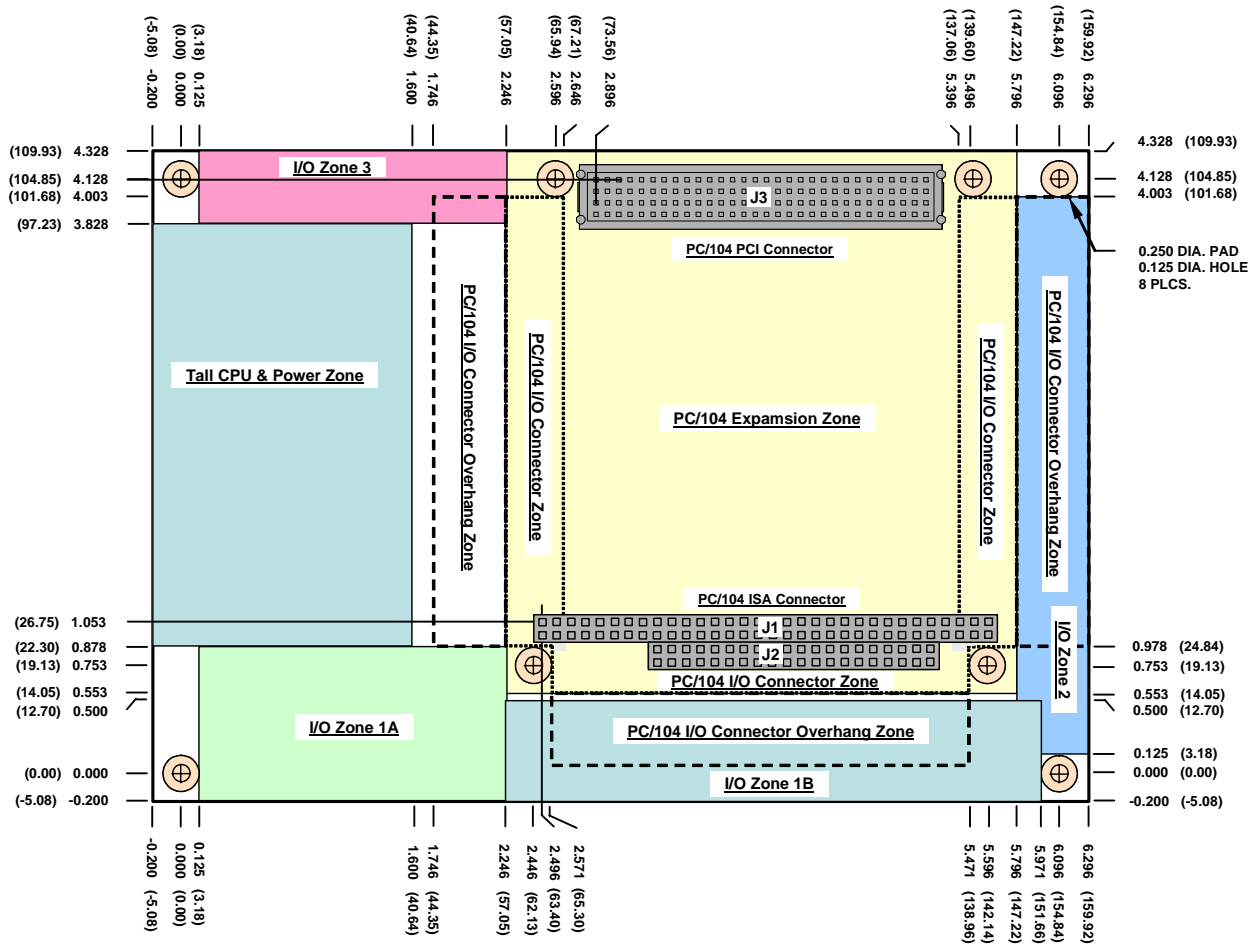 (-5.08) -0.200
(0.00) 0.000
(3.18) 0.125
(40.64) 1.600
(44.35) 1.746
(57.05) 2.246
(65.94) 2.596
(67.21) 2.646
(73.56) 2.896
(137.06) 5.396
(139.60) 5.496
(147.22) 5.796
(154.84) 6.096
(159.92) 6.296
(109.93) 4.328
(104.85) 4.128
(101.68) 4.003
(97.23) 3.828
(26.75) 1.053
(22.30) 0.878
(19.13) 0.753
(14.05) 0.553
(12.70) 0.500
(0.00) 0.000
(-5.08) -0.200
I/O Zone 3
J3
PC/104 PCI Connector
PC/104 I/O Connector Overhang Zone
PC/104 I/O Connector Zone
Tall CPU & Power Zone
PC/104 Expamsion Zone
PC/104 I/O Connector Zone
PC/104 I/O Connector Overhang Zone
PC/104 ISA Connector
J1
J2
PC/104 I/O Connector Zone
I/O Zone 2
I/O Zone 1A
PC/104 I/O Connector Overhang Zone
I/O Zone 1B
4.328 (109.93)
4.128 (104.85)
4.003 (101.68)
0.250 DIA. PAD
0.125 DIA. HOLE
8 PLCS.
0.978 (24.84)
0.753 (19.13)
0.553 (14.05)
0.500 (12.70)
0.125 (3.18)
0.000 (0.00)
-0.200 (-5.08)
-0.200 (-5.08)
0.000 (0.00)
0.125 (3.18)
1.600 (40.64)
1.746 (44.35)
2.246 (57.05)
2.446 (62.13)
2.496 (63.40)
2.571 (65.30)
5.471 (138.96)
5.596 (142.14)
5.796 (147.22)
5.971 (151.66)
6.096 (154.84)
6.296 (159.92)